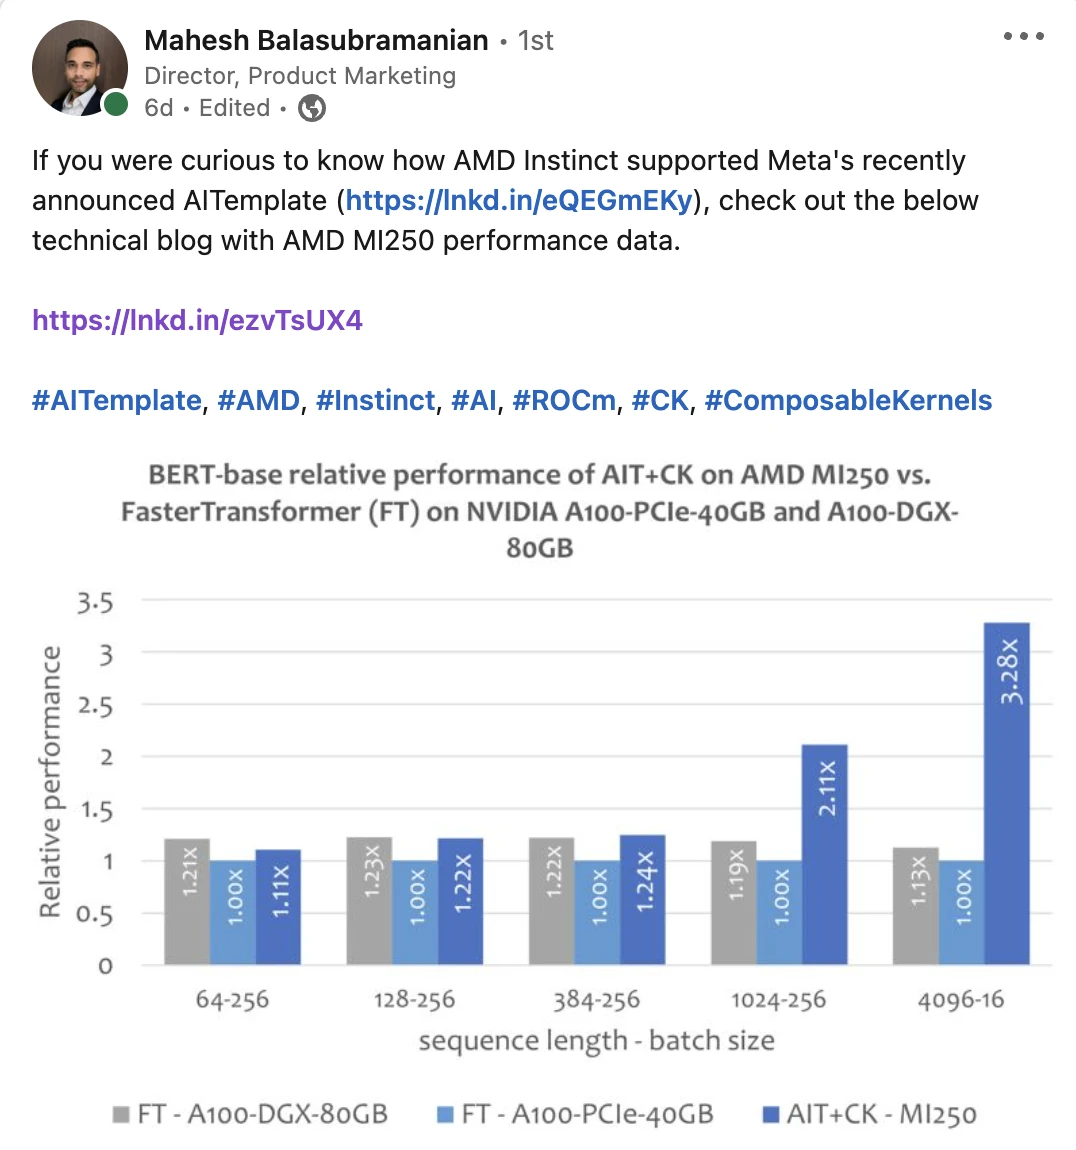 Mahesh Balasubramanian • 1st
Director, Product Marketing
6d • Edited •
If you were curious to know how AMD Instinct supported Meta's recently
announced AITemplate (https://lnkd.in/eQEGmEKy), check out the below
technical blog with AMD MI250 performance data.
https://lnkd.in/ezvTsUX4
#AITemplate, #AMD, #Instinct, #AI, #ROCm, #CK, #ComposableKernels
BERT-base relative performance of AIT+CK on AMD MI250 vs.
FasterTransformer (FT) on NVIDIA A100-PCIe-40GB and A100-DGX-
80GB
Relative performance
3.5
3
2.5
2
1.5
1
0.5
0
1.21X 1.00X 1.11X
1.23X 1.00X 1.22X
1.22X 1.00X 1.24X
1.19X 1.00X 2.11X
1.13X 1.00X 3.28X
64-256 128-256 384-256 1024-256 4096-16
sequence length - batch size
FT - A100-DGX-80GB FT - A100-PCIe-40GB AIT+CK - MI250